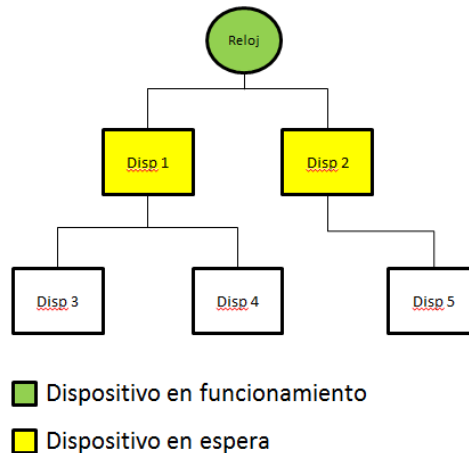 Reloj
Disp 1
Disp 2
Disp 3
Disp 4
Disp 5
Dispositivo en funcionamiento
Dispositivo en espera